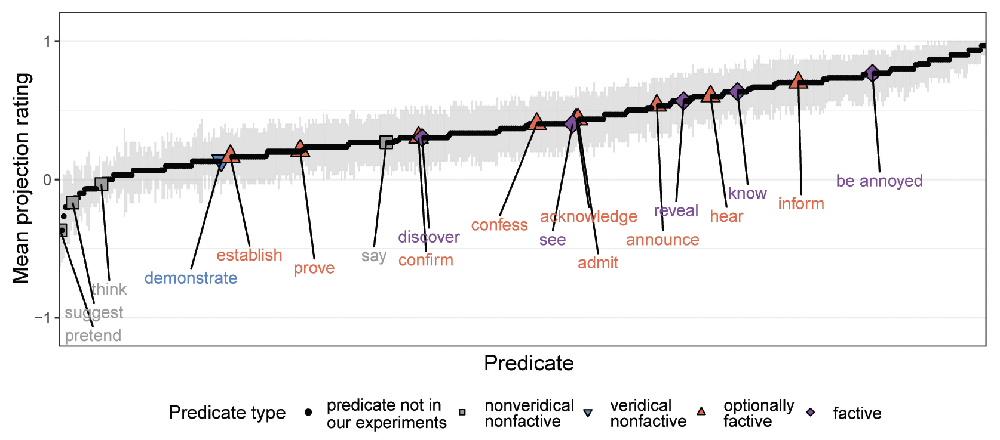 Mean projection rating
1
0
−1
be annoyed
know
inform
reveal
hear
acknowledge
confess
discover
see
announce
establish
say
confirm
admit
prove
demonstrate
think
suggest
pretend
Predicate
Predicate type
predicate not in
our experiments
nonveridical
nonfactive
veridical
nonfactive
optionally
factive
factive